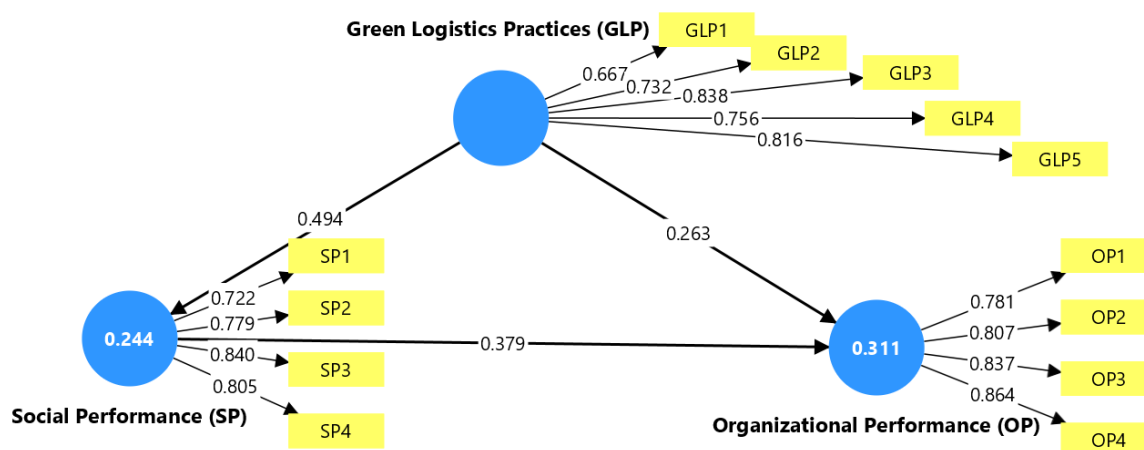 Green Logistics Practices (GLP)
GLP1
GLP2
GLP3
GLP4
GLP5
0.667
0.732
0.838
0.756
0.816
0.494
0.263
SP1
SP2
SP3
SP4
0.722
0.779
0.840
0.805
0.244
Social Performance (SP)
0.379
OP1
OP2
OP3
OP4
0.781
0.807
0.837
0.864
0.311
Organizational Performance (OP)